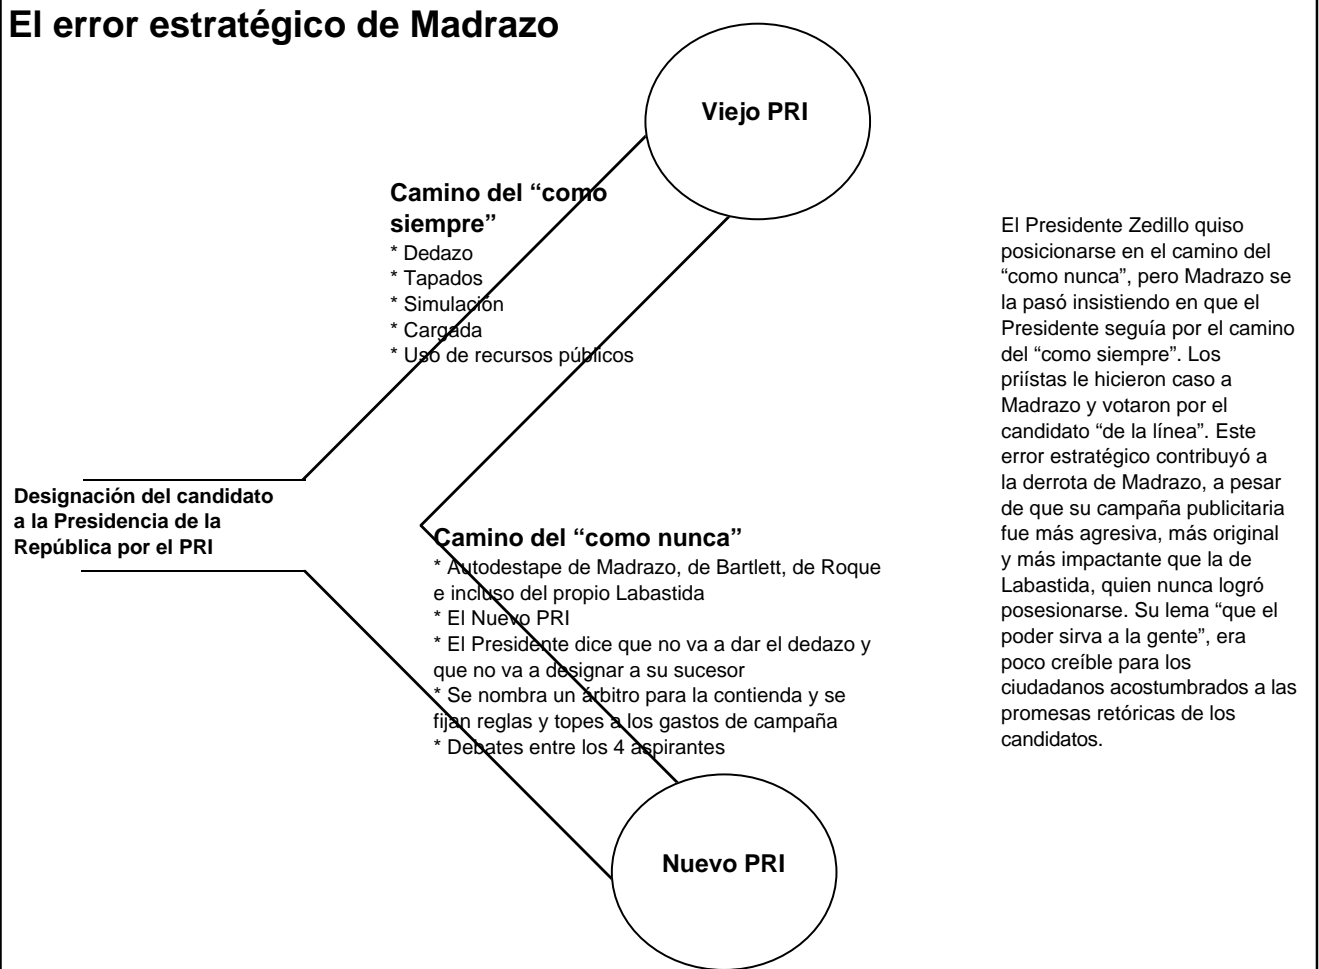 El error estratégico de Madrazo
Viejo PRI
Camino del “como
siempre”
* Dedazo
* Tapados
* Simulación
* Cargada
* Uso de recursos públicos
Designación del candidato
a la Presidencia de la
República por el PRI
Camino del “como nunca”
* Autodestape de Madrazo, de Bartlett, de Roque
e incluso del propio Labastida
* El Nuevo PRI
* El Presidente dice que no va a dar el dedazo y
que no va a designar a su sucesor
* Se nombra un árbitro para la contienda y se
fijan reglas y topes a los gastos de campaña
* Debates entre los 4 aspirantes
Nuevo PRI
El Presidente Zedillo quiso
posicionarse en el camino del
“como nunca”, pero Madrazo se
la pasó insistiendo en que el
Presidente seguía por el camino
del “como siempre”. Los
priístas le hicieron caso a
Madrazo y votaron por el
candidato “de la línea”. Este
error estratégico contribuyó a
la derrota de Madrazo, a pesar
de que su campaña publicitaria
fue más agresiva, más original
y más impactante que la de
Labastida, quien nunca logró
posesionarse. Su lema “que el
poder sirva a la gente”, era
poco creíble para los
ciudadanos acostumbrados a las
promesas retóricas de los
candidatos.